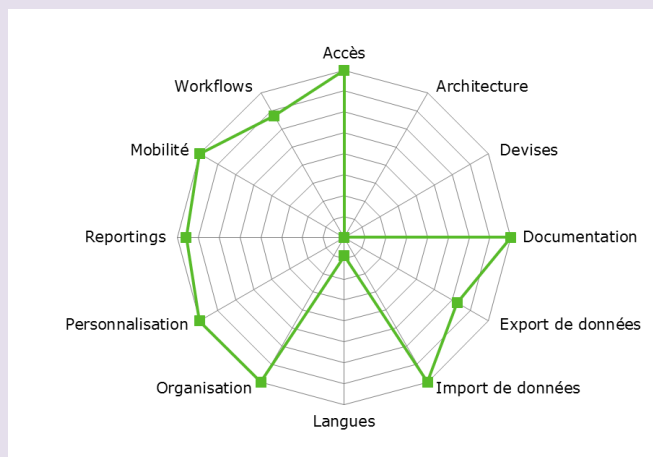 Accès
Workflows
Architecture
Mobilité
Devises
Reportings
Documentation
Personnalisation
Export de données
Organisation
Import de données
Langues